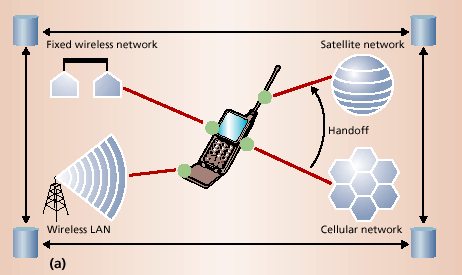 Fixed wireless network
Satellite network
Handoff
Wireless LAN
Cellular network
(a)